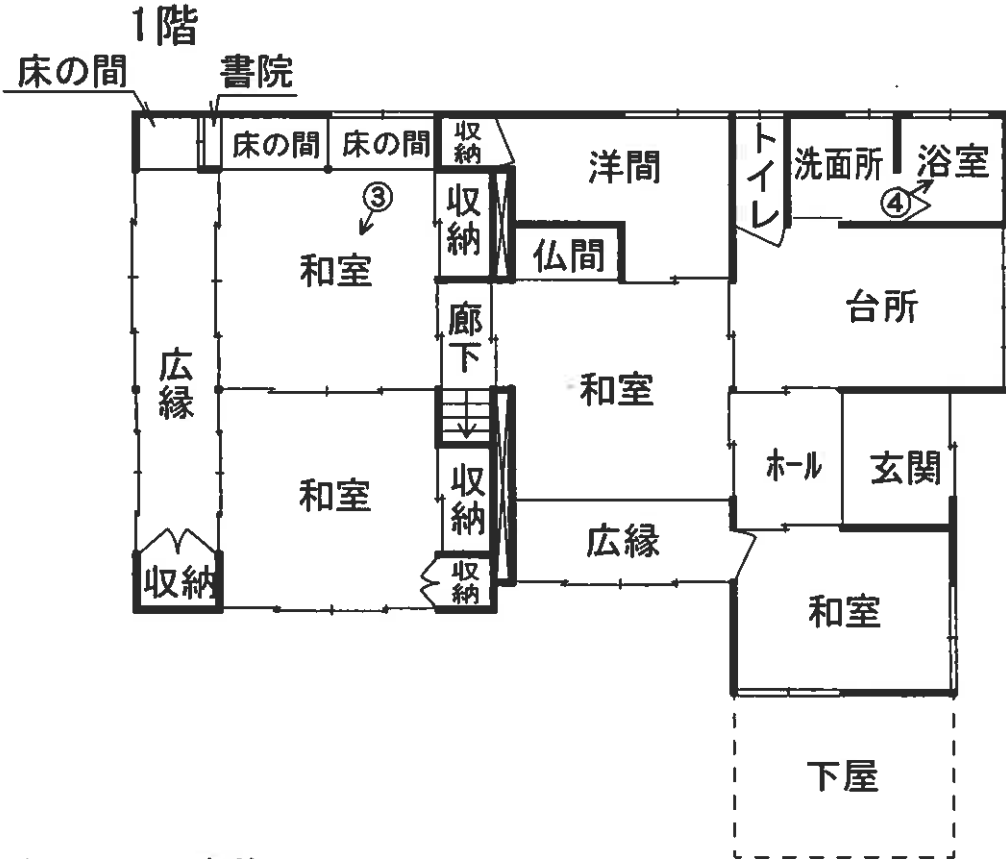 1階
床の間
書院
床の間
床の間
収納
洋間
トイレ
洗面所
浴室
③
④
収納
和室
仏間
廊下
台所
広縁
和室
和室
収納
ホール
玄関
広縁
収納
収納
和室
下屋